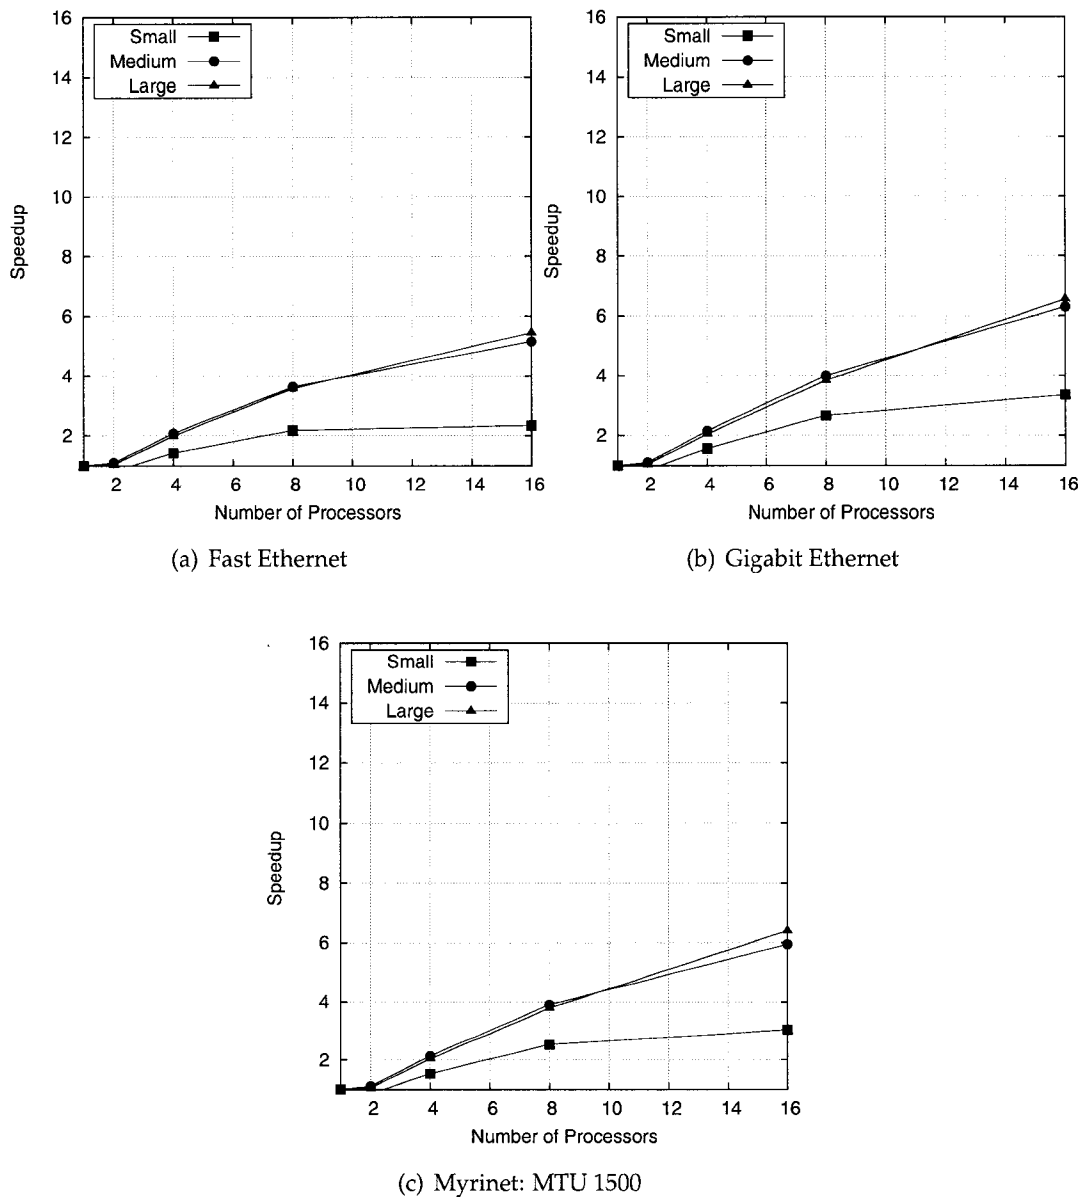 16
14
12
10
8
6
4
2
Speedup
Small
Medium
Large
2 4 6 8 10 12 14 16
Number of Processors
(a) Fast Ethernet
16
14
12
10
8
6
4
2
Speedup
Small
Medium
Large
2 4 6 8 10 12 14 16
Number of Processors
(b) Gigabit Ethernet
16
14
12
10
8
6
4
2
Speedup
Small
Medium
Large
2 4 6 8 10 12 14 16
Number of Processors
(c) Myrinet: MTU 1500